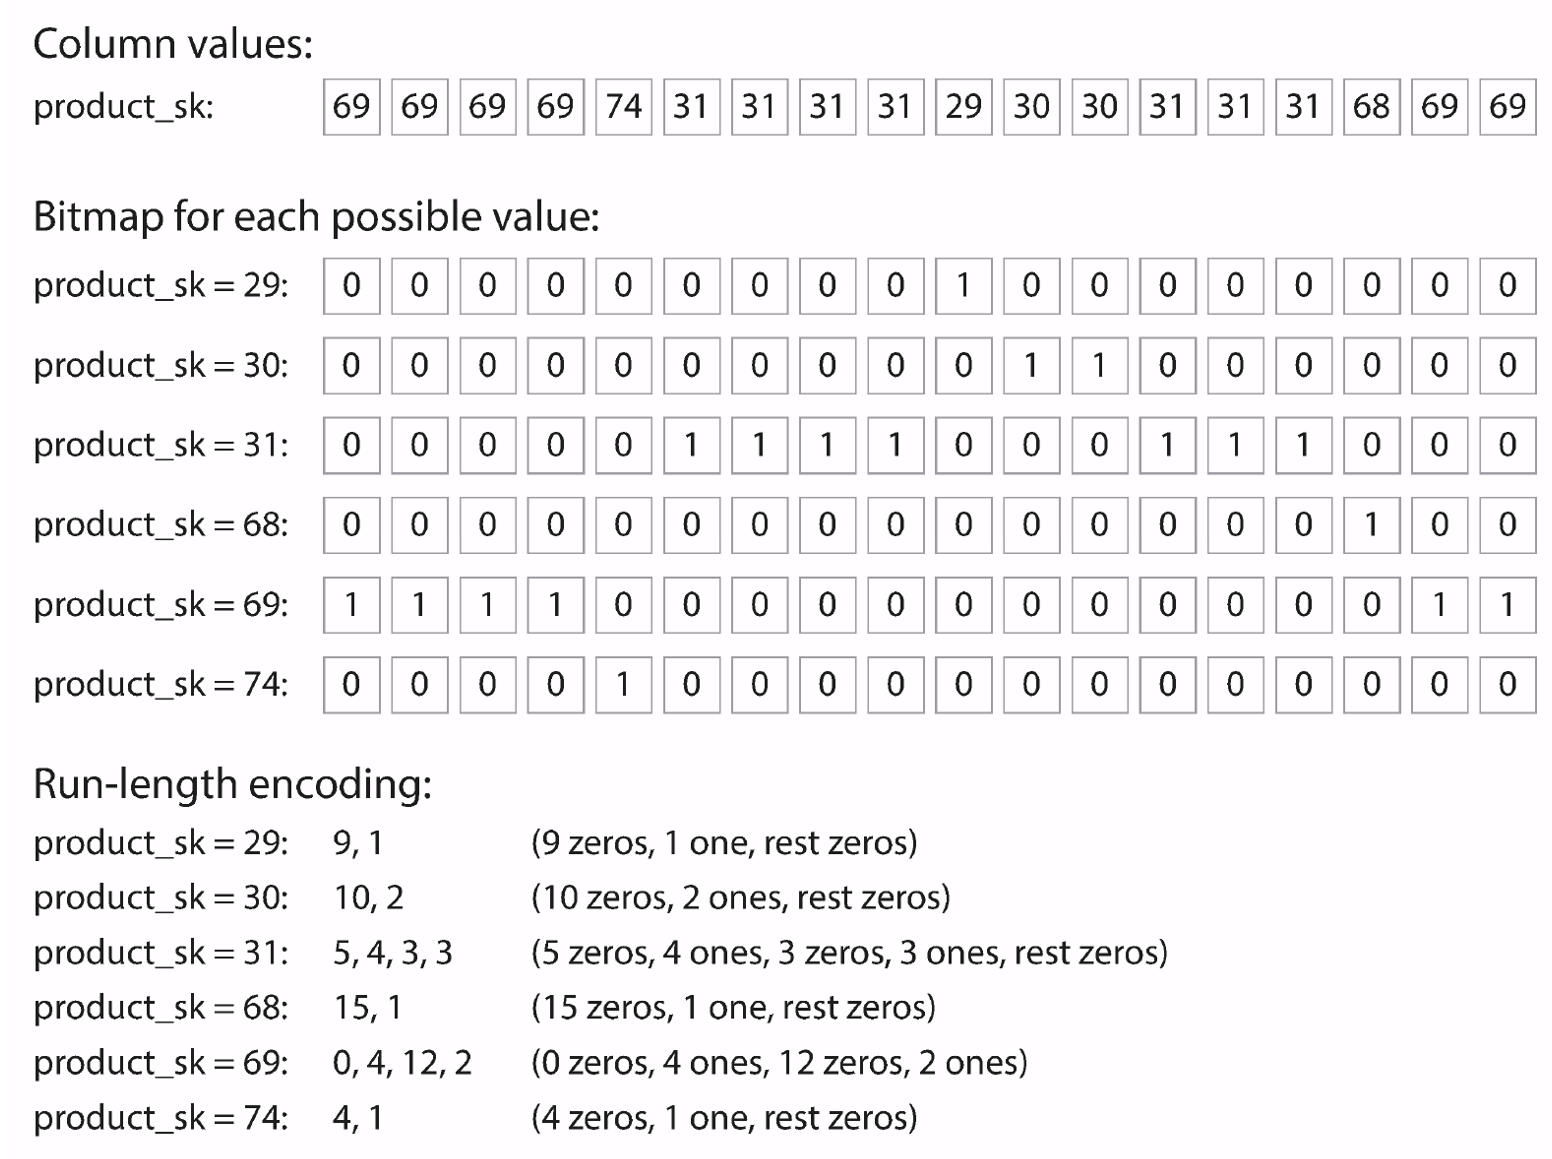 Column values:
product_sk: 69 69 69 69 74 31 31 31 31 29 30 30 31 31 31 68 69 69
Bitmap for each possible value:
product_sk = 29: 0 0 0 0 0 0 0 0 0 1 0 0 0 0 0 0 0 0
product_sk = 30: 0 0 0 0 0 0 0 0 0 0 1 1 0 0 0 0 0 0
product_sk = 31: 0 0 0 0 0 1 1 1 1 0 0 0 1 1 1 0 0 0
product_sk = 68: 0 0 0 0 0 0 0 0 0 0 0 0 0 0 0 1 0 0
product_sk = 69: 1 1 1 1 0 0 0 0 0 0 0 0 0 0 0 0 1 1
product_sk = 74: 0 0 0 0 1 0 0 0 0 0 0 0 0 0 0 0 0 0
Run-length encoding:
product_sk = 29: 9, 1 (9 zeros, 1 one, rest zeros)
product_sk = 30: 10, 2 (10 zeros, 2 ones, rest zeros)
product_sk = 31: 5, 4, 3, 3 (5 zeros, 4 ones, 3 zeros, 3 ones, rest zeros)
product_sk = 68: 15, 1 (15 zeros, 1 one, rest zeros)
product_sk = 69: 0, 4, 12, 2 (0 zeros, 4 ones, 12 zeros, 2 ones)
product_sk = 74: 4, 1 (4 zeros, 1 one, rest zeros)